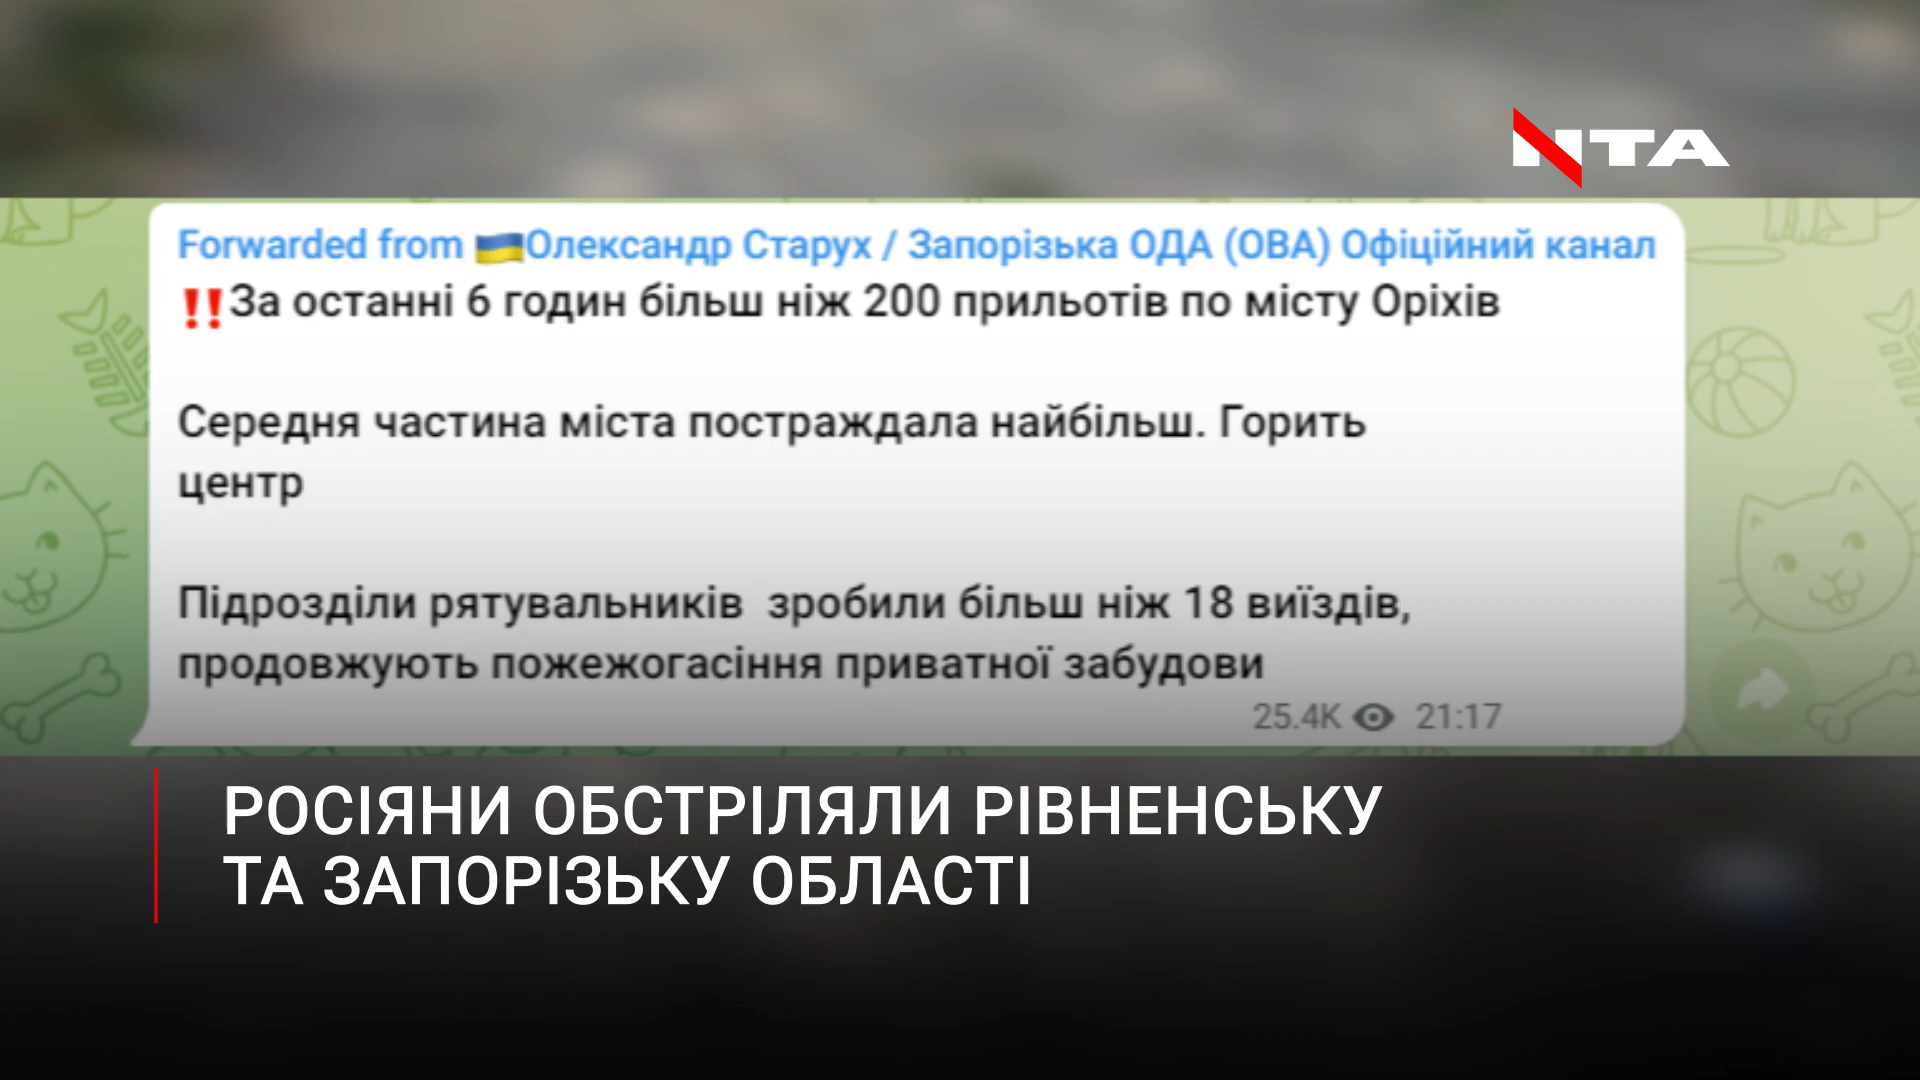 NTA
Forwarded from 🇺🇦Олександр Старух / Запорізька ОДА (ОВА) Офіційний канал
‼️За останні 6 годин більш ніж 200 прильотів по місту Оріхів
Середня частина міста постраждала найбільш. Горить
центр
Підрозділи рятувальників  зробили більш ніж 18 виїздів,
продовжують пожежогасіння приватної забудови
25.4K 21:17
РОСІЯНИ ОБСТРІЛЯЛИ РІВНЕНСЬКУ
ТА ЗАПОРІЗЬКУ ОБЛАСТІ